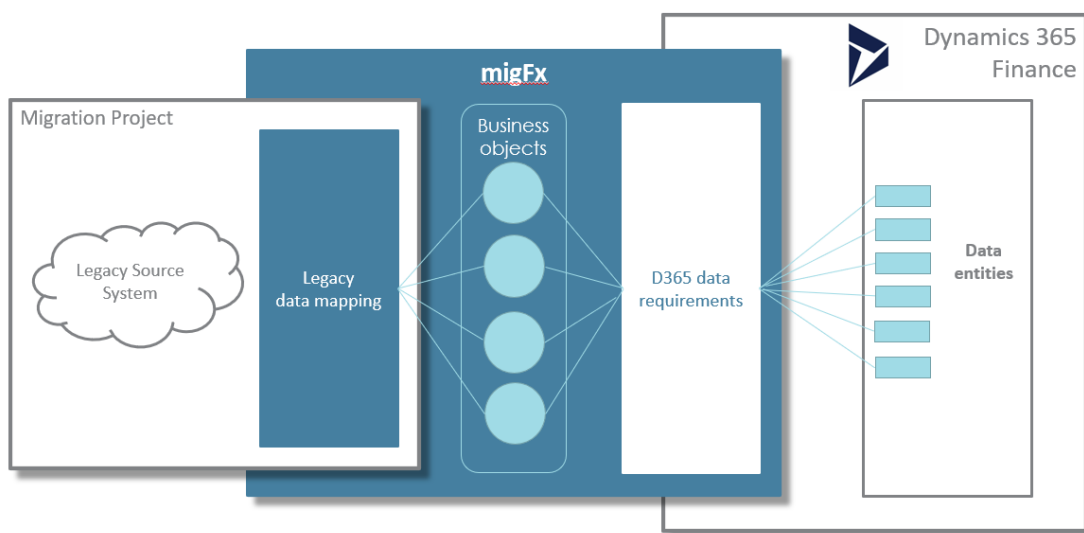 Dynamics 365
Finance
migFx
Migration Project
Business
objects
Legacy Source
System
Legacy
data mapping
D365 data
requirements
Data
entities